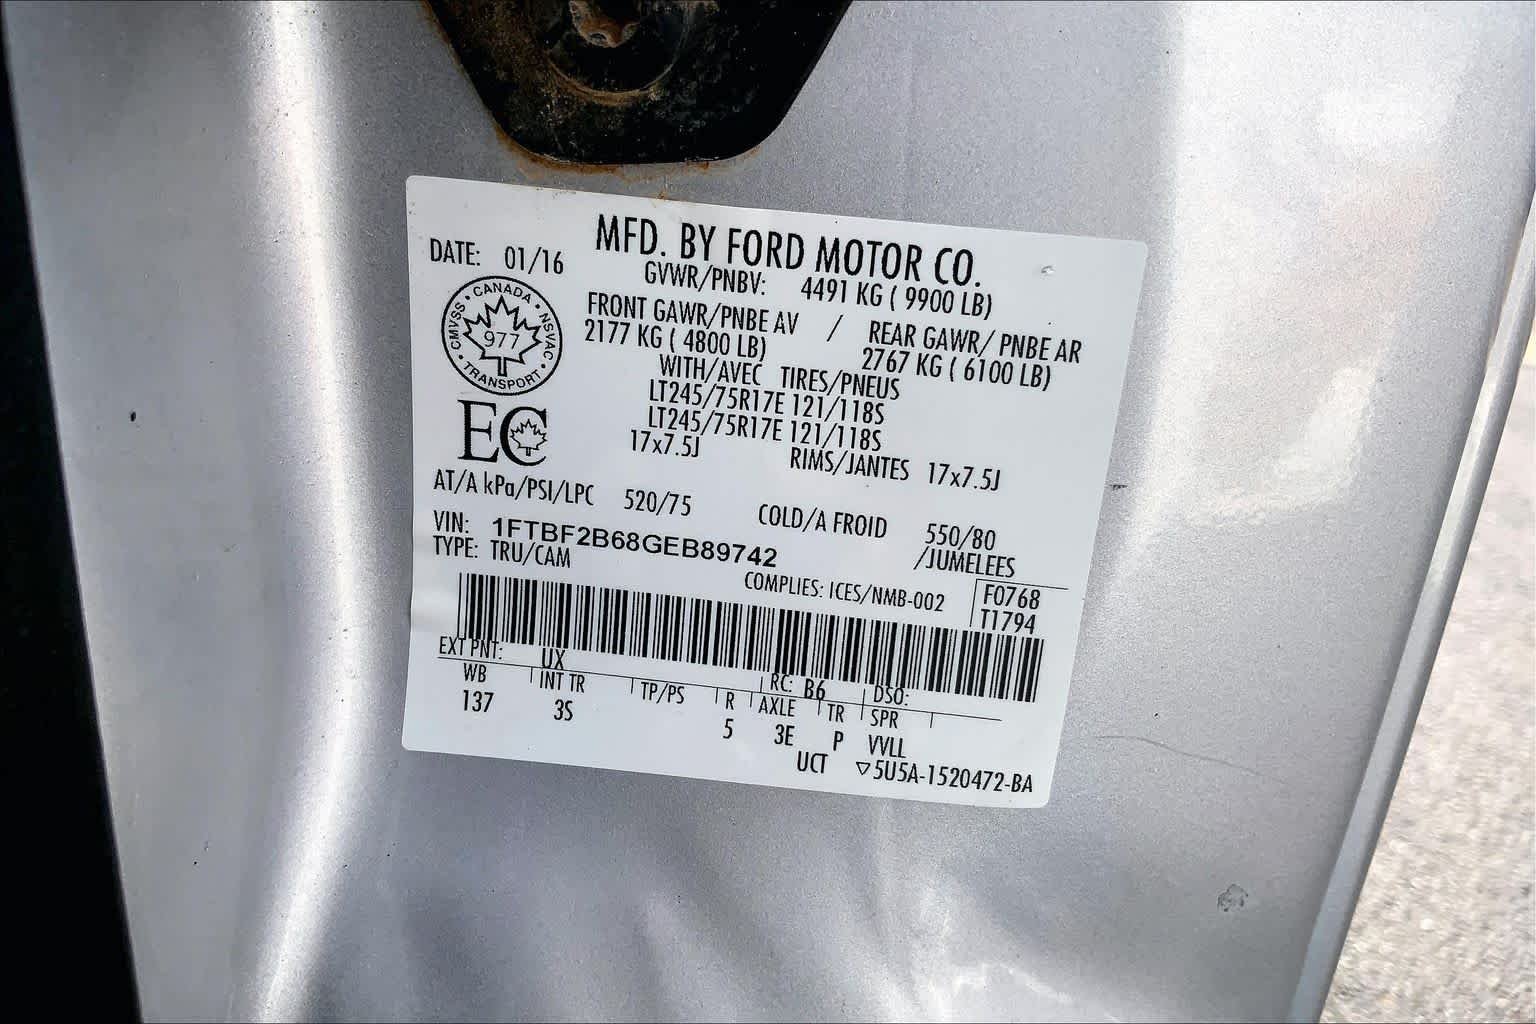 MFD. BY FORD MOTOR CO.
DATE: 01/16
GVWR/PNBV: 4491 KG ( 9900 LB)
FRONT GAWR/PNBE AV / REAR GAWR/ PNBE AR
2177 KG ( 4800 LB) 2767 KG ( 6100 LB)
WITH/AVEC TIRES/PNEUS
LT245/75R17E 121/118S
LT245/75R17E 121/118S
17x7.5J RIMS/JANTES 17x7.5J
CMVSS • CANADA • NSVAC • TRANSPORT •
977
EC
AT/A kPa/PSI/LPC 520/75 COLD/A FROID 550/80
VIN: 1FTBF2B68GEB89742 /JUMELEES
TYPE: TRU/CAM
COMPLIES: ICES/NMB-002 F0768
T1794
EXT PNT: UX RC: B6 DSO:
WB INT TR TP/PS R AXLE TR SPR
137 3S 5 3E P VVLL
UCT ▽5U5A-1520472-BA